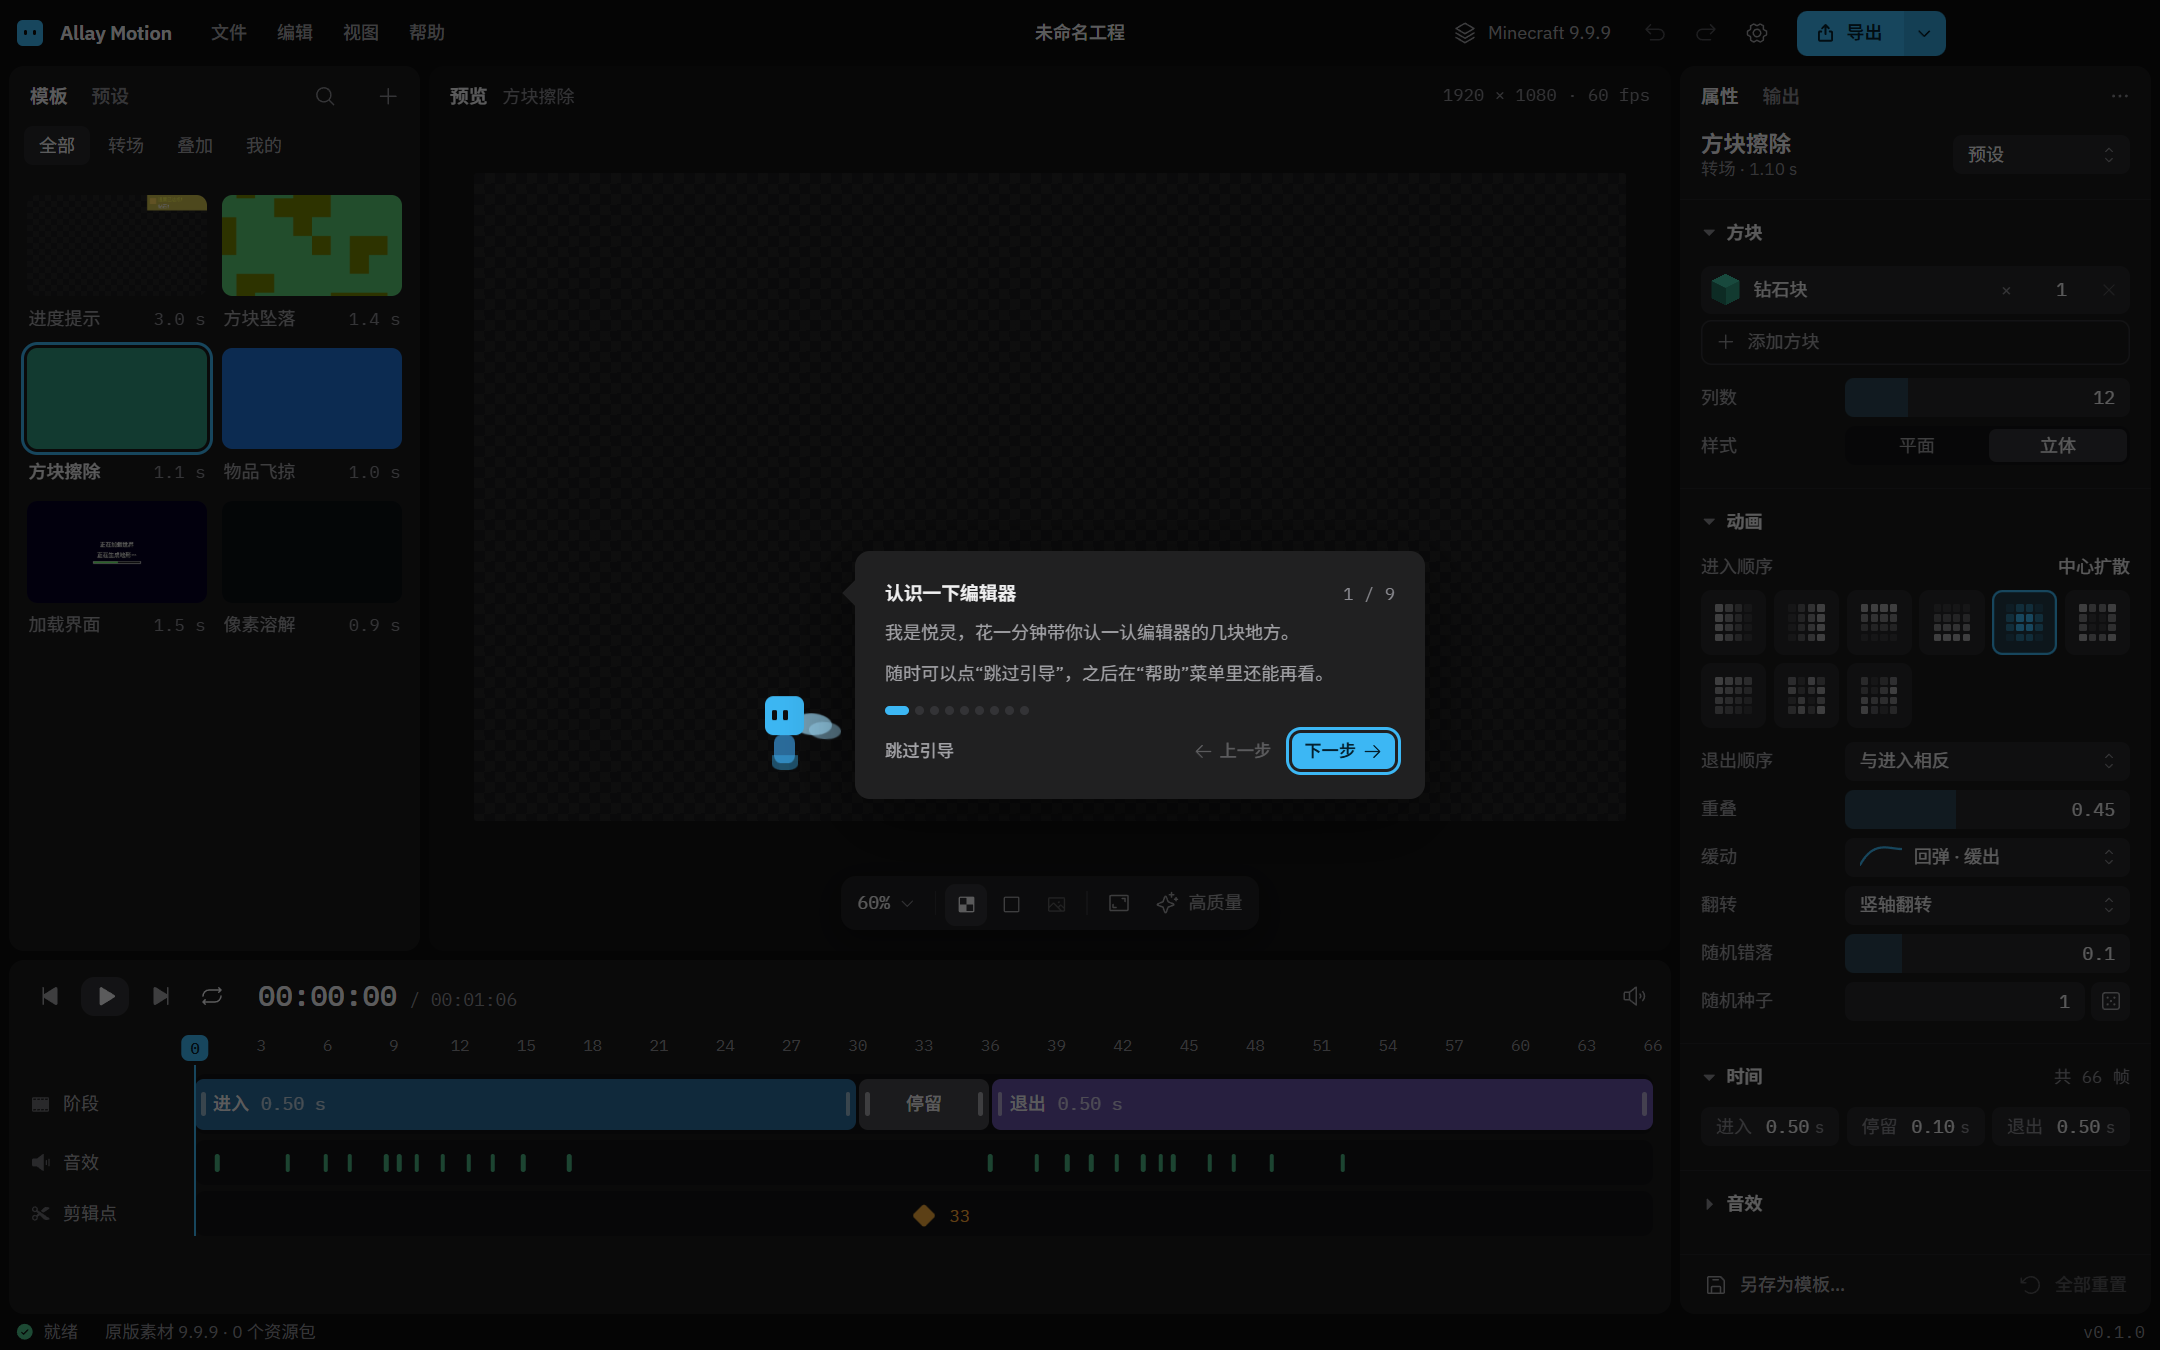 Allay Motion 文件 编辑 视图 帮助 未命名工程 Minecraft 9.9.9 导出
模板 预设
全部 转场 叠加 我的
进度提示 3.0 s 方块坠落 1.4 s
方块擦除 1.1 s 物品飞掠 1.0 s
加载界面 1.5 s 像素溶解 0.9 s
预览 方块擦除 1920 × 1080 · 60 fps
认识一下编辑器 1 / 9
我是悦灵，花一分钟带你认一认编辑器的几块地方。
随时可以点“跳过引导”，之后在“帮助”菜单里还能再看。
跳过引导 ← 上一步 下一步 →
60% 高质量
属性 输出
方块擦除 预设
转场 · 1.10 s
方块
钻石块 × 1
添加方块
列数 12
样式 平面 立体
动画
进入顺序 中心扩散
退出顺序 与进入相反
重叠 0.45
缓动 回弹 · 缓出
翻转 竖轴翻转
随机错落 0.1
随机种子 1
时间 共 66 帧
进入 0.50 s 停留 0.10 s 退出 0.50 s
音效
另存为模板... 全部重置
00:00:00 / 00:01:06
0 3 6 9 12 15 18 21 24 27 30 33 36 39 42 45 48 51 54 57 60 63 66
阶段 进入 0.50 s 停留 退出 0.50 s
音效
剪辑点 33
就绪 原版素材 9.9.9 · 0 个资源包 v0.1.0